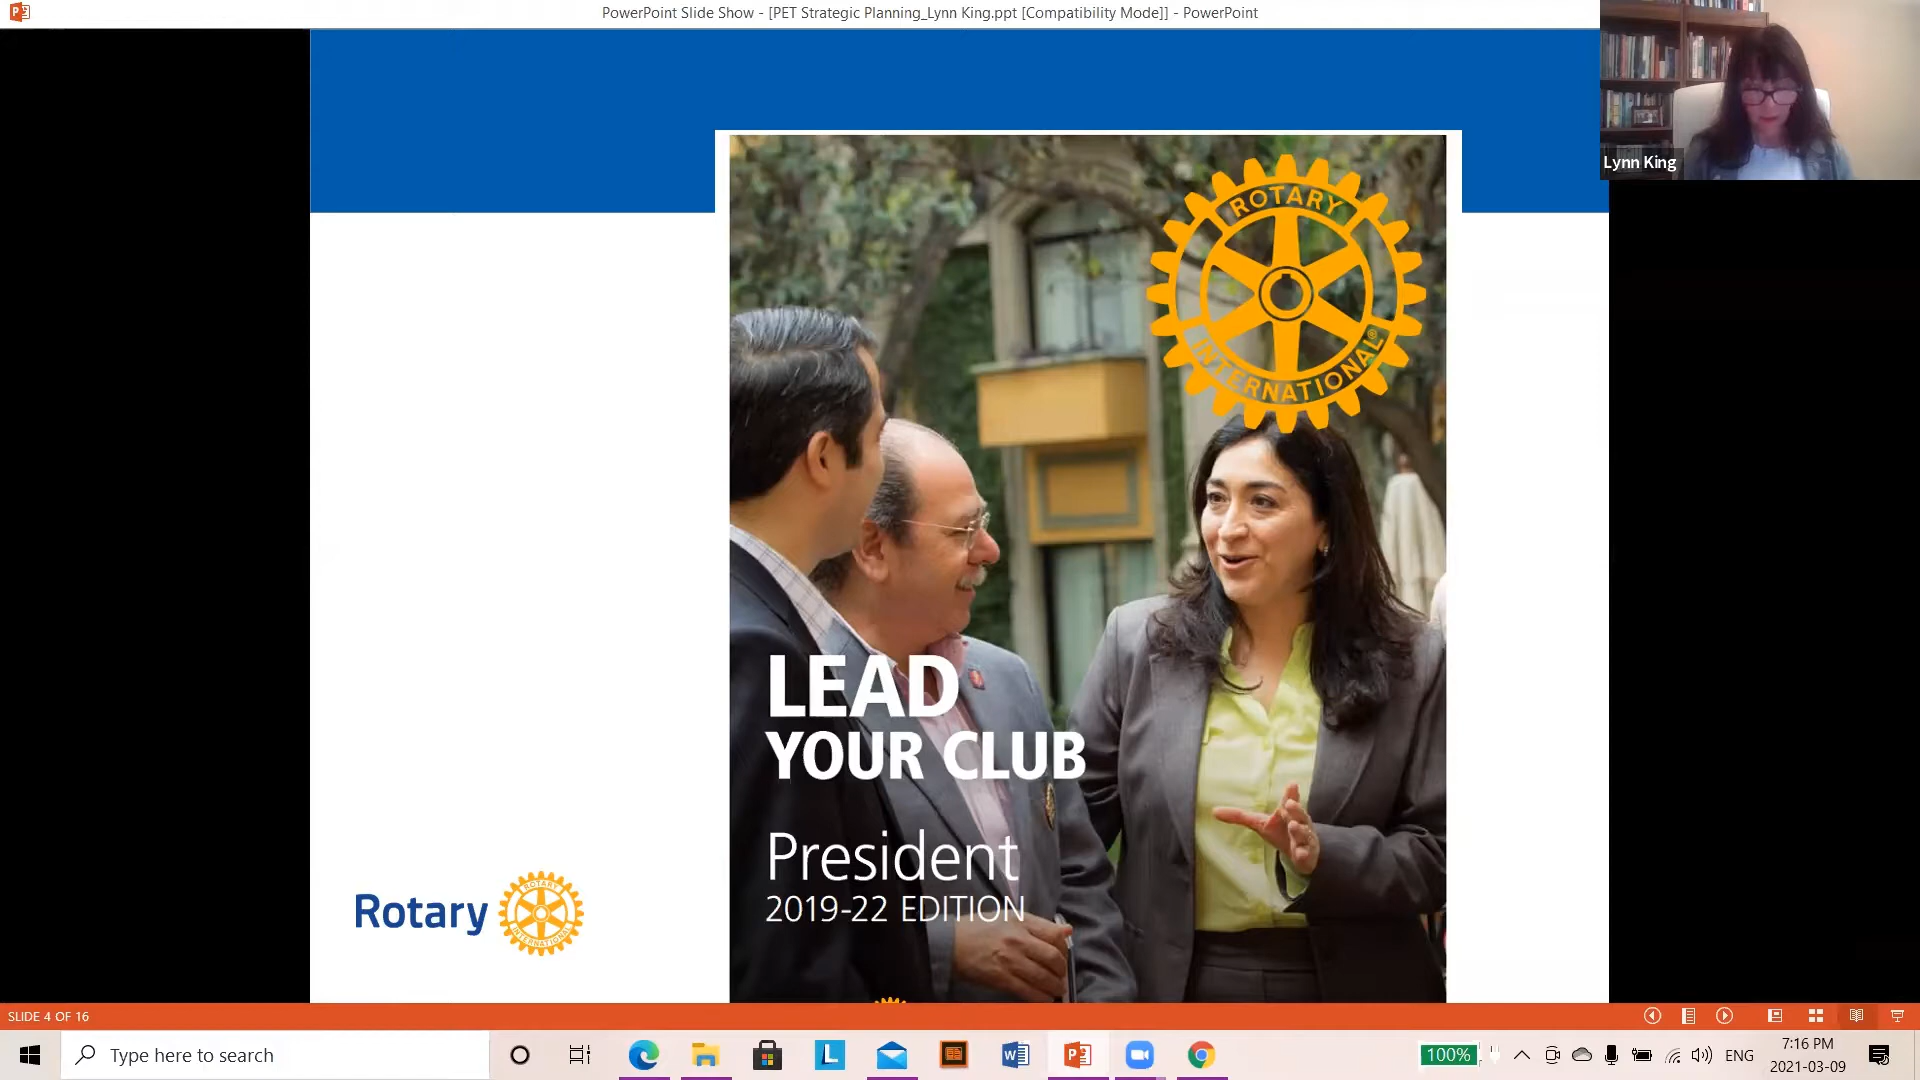 PowerPoint Slide Show - [PET Strategic Planning_Lynn King.ppt [Compatibility Mode]] - PowerPoint
Lynn King
ROTARY
INTERNATIONAL
LEAD
YOUR CLUB
President
2019-22 EDITION
Rotary
ROTARY
INTERNATIONAL
SLIDE 4 OF 16
Type here to search
L
100%
ENG
7:16 PM
2021-03-09